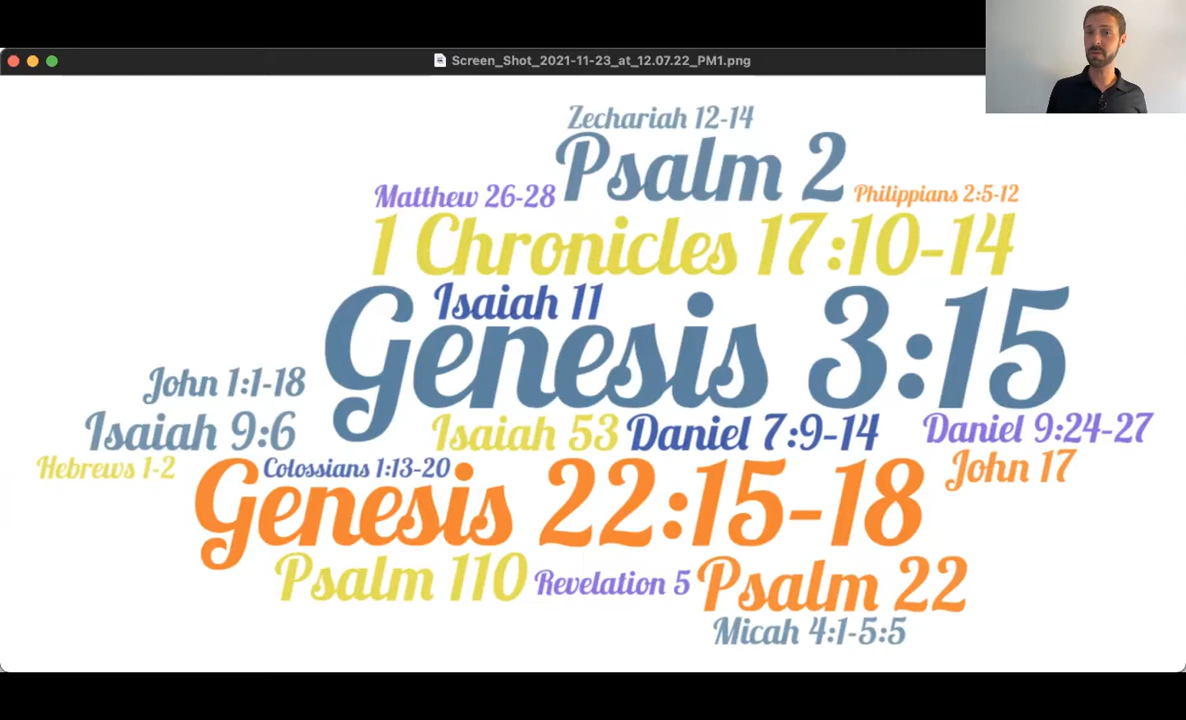 Screen_Shot_2021-11-23_at_12.07.22_PM1.png
Zechariah 12-14
Psalm 2
Matthew 26-28
Philippians 2:5-12
1 Chronicles 17:10-14
Isaiah 11
Genesis 3:15
John 1:1-18
Isaiah 9:6
Isaiah 53
Daniel 7:9-14
Daniel 9:24-27
Hebrews 1-2
Colossians 1:13-20
John 17
Genesis 22:15-18
Psalm 110
Revelation 5
Psalm 22
Micah 4:1-5:5